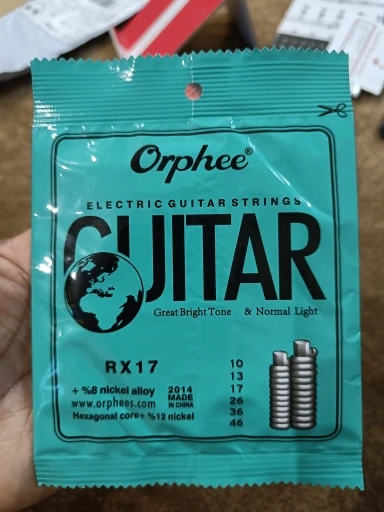 Orphee®
ELECTRIC GUITAR STRINGS
GUITAR
Great Bright Tone & Normal Light
RX17
+ %8 nickel alloy
www.orphees.com
Hexagonal core+ %12 nickel
2014
MADE
IN CHINA
10
13
17
26
36
46